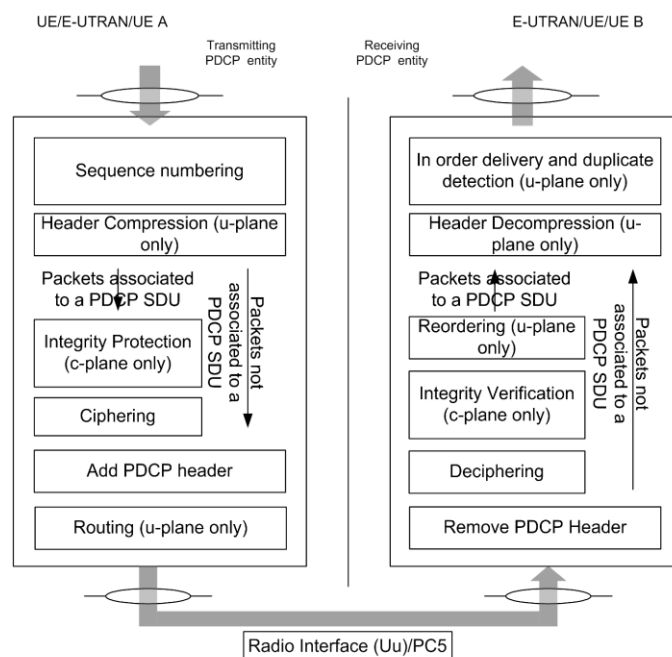 UE/E-UTRAN/UE A
E-UTRAN/UE/UE B
Transmitting
PDCP entity
Receiving
PDCP entity
Sequence numbering
Header Compression (u-plane
only)
Packets associated
to a PDCP SDU
Packets not
associated to a
PDCP SDU
Integrity Protection
(c-plane only)
Ciphering
Add PDCP header
Routing (u-plane only)
In order delivery and duplicate
detection (u-plane only)
Header Decompression (u-
plane only)
Packets associated
to a PDCP SDU
Packets not
associated to a
PDCP SDU
Reordering (u-plane
only)
Integrity Verification
(c-plane only)
Deciphering
Remove PDCP Header
Radio Interface (Uu)/PC5